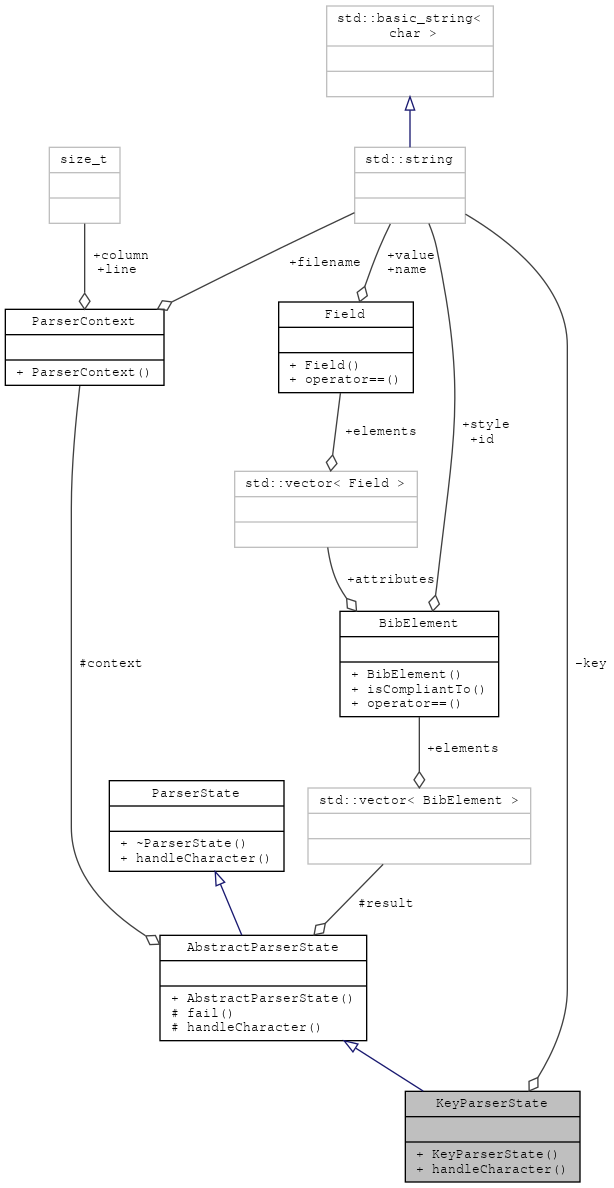 std::basic_string<
char >
size_t
std::string
+column
+line
+filename
+value
+name
ParserContext
+ ParserContext()
Field
+ Field()
+ operator==()
+elements
+style
+id
std::vector< Field >
+attributes
BibElement
+ BibElement()
+ isCompliantTo()
+ operator==()
#context
-key
+elements
ParserState
+ ~ParserState()
+ handleCharacter()
std::vector< BibElement >
#result
AbstractParserState
+ AbstractParserState()
# fail()
# handleCharacter()
KeyParserState
+ KeyParserState()
+ handleCharacter()